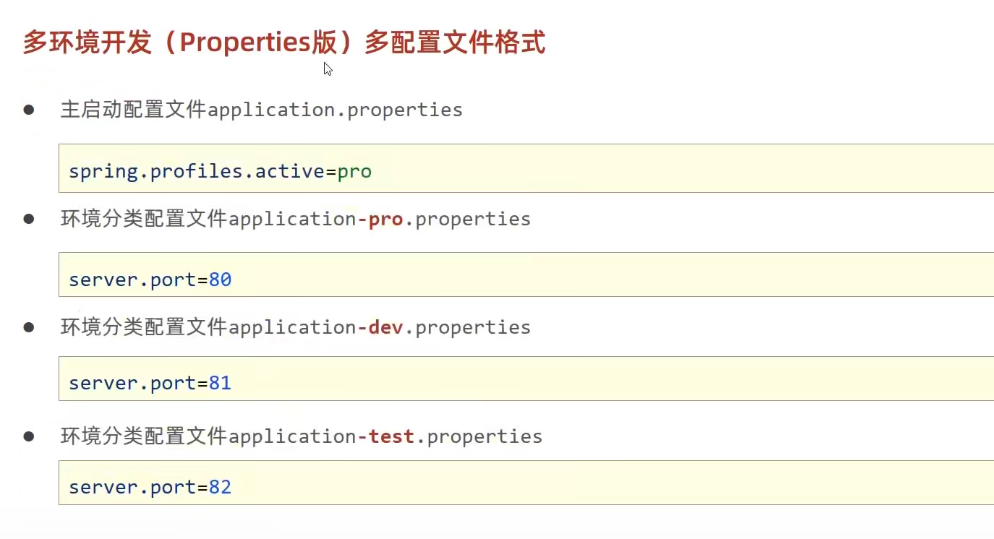 多环境开发（Properties版）多配置文件格式
主启动配置文件application.properties
spring.profiles.active=pro
环境分类配置文件application-pro.properties
server.port=80
环境分类配置文件application-dev.properties
server.port=81
环境分类配置文件application-test.properties
server.port=82